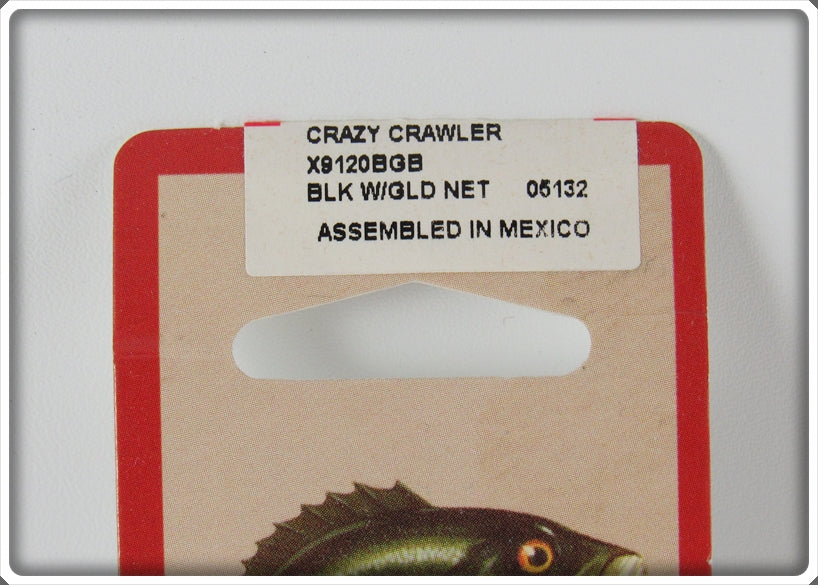 CRAZY CRAWLER
X9120BGB
BLK W/GLD NET 05132
ASSEMBLED IN MEXICO